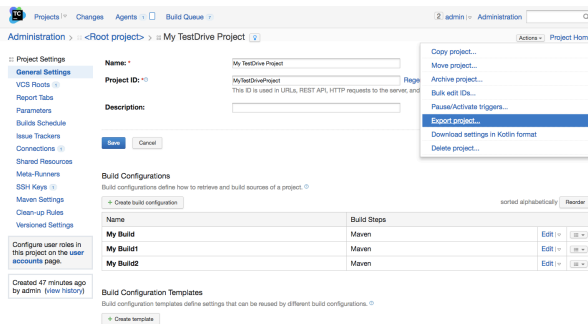 TC
Projects Changes Agents 1 Build Queue 0
2 admin Administration
Administration > <Root project> > My TestDrive Project
Actions Project Hom
Project Settings
General Settings
VCS Roots 1
Report Tabs
Parameters
Builds Schedule
Issue Trackers
Connections 1
Shared Resources
Meta-Runners
SSH Keys 1
Maven Settings
Clean-up Rules
Versioned Settings
Configure user roles in
this project on the user
accounts page.
Created 47 minutes ago
by admin (view history)
Name: *
My TestDrive Project
Project ID: *
MyTestDriveProject
Rege
This ID is used in URLs, REST API, HTTP requests to the server, and
Description:
Save Cancel
Copy project...
Move project...
Archive project...
Bulk edit IDs...
Pause/Activate triggers...
Export project...
Download settings in Kotlin format
Delete project...
Build Configurations
Build configurations define how to retrieve and build sources of a project.
+ Create build configuration
sorted alphabetically Reorder
Name Build Steps
My Build Maven Edit
My Build1 Maven Edit
My Build2 Maven Edit
Build Configuration Templates
Build configuration templates define settings that can be reused by different build configurations.
+ Create template